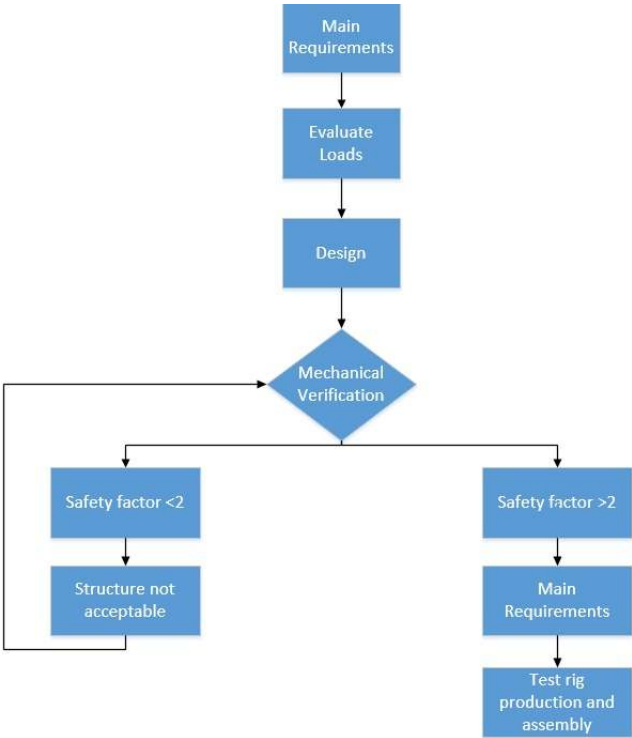 Main
Requirements
Evaluate
Loads
Design
Mechanical
Verification
Safety factor <2
Safety factor >2
Structure not
acceptable
Main
Requirements
Test rig
production and
assembly